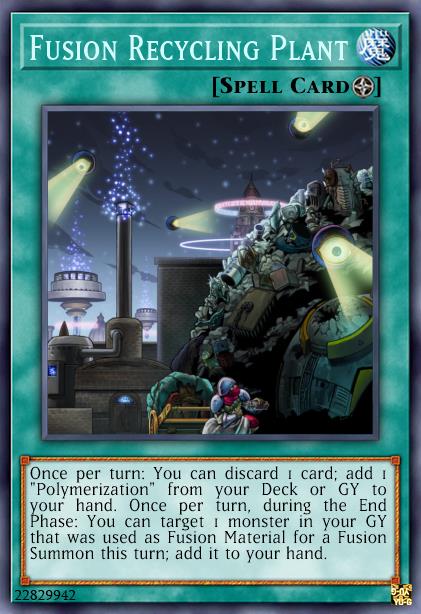 FUSION RECYCLING PLANT
魔
[SPELL CARD]
Once per turn: You can discard 1 card; add 1
"Polymerization" from your Deck or GY to
your hand. Once per turn, during the End
Phase: You can target 1 monster in your GY
that was used as Fusion Material for a Fusion
Summon this turn; add it to your hand.
22829942